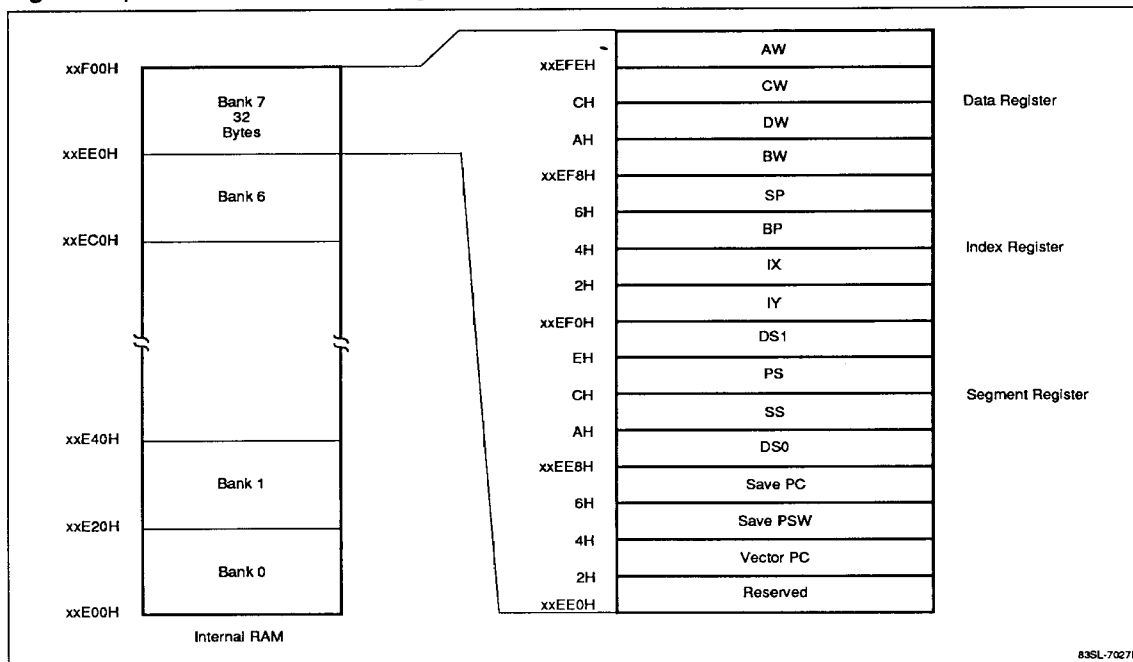 xxF00H
Bank 7
32
Bytes
xxEE0H
Bank 6
xxEC0H
xxE40H
Bank 1
xxE20H
Bank 0
xxE00H
Internal RAM
AW
xxEFEH
CW
CH
DW
AH
BW
xxEF8H
SP
6H
BP
4H
IX
2H
IY
xxEF0H
DS1
EH
PS
CH
SS
AH
DS0
xxEE8H
Save PC
6H
Save PSW
4H
Vector PC
2H
Reserved
xxEE0H
Data Register
Index Register
Segment Register